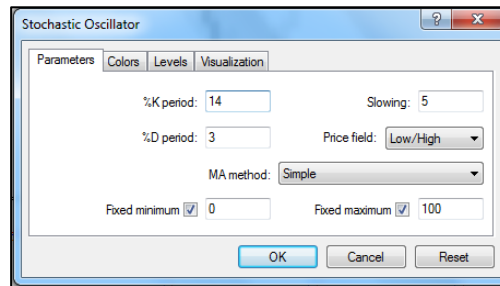 Stochastic Oscillator
Parameters Colors Levels Visualization
%K period: 14 Slowing: 5
%D period: 3 Price field: Low/High
MA method: Simple
Fixed minimum 0 Fixed maximum 100
OK Cancel Reset